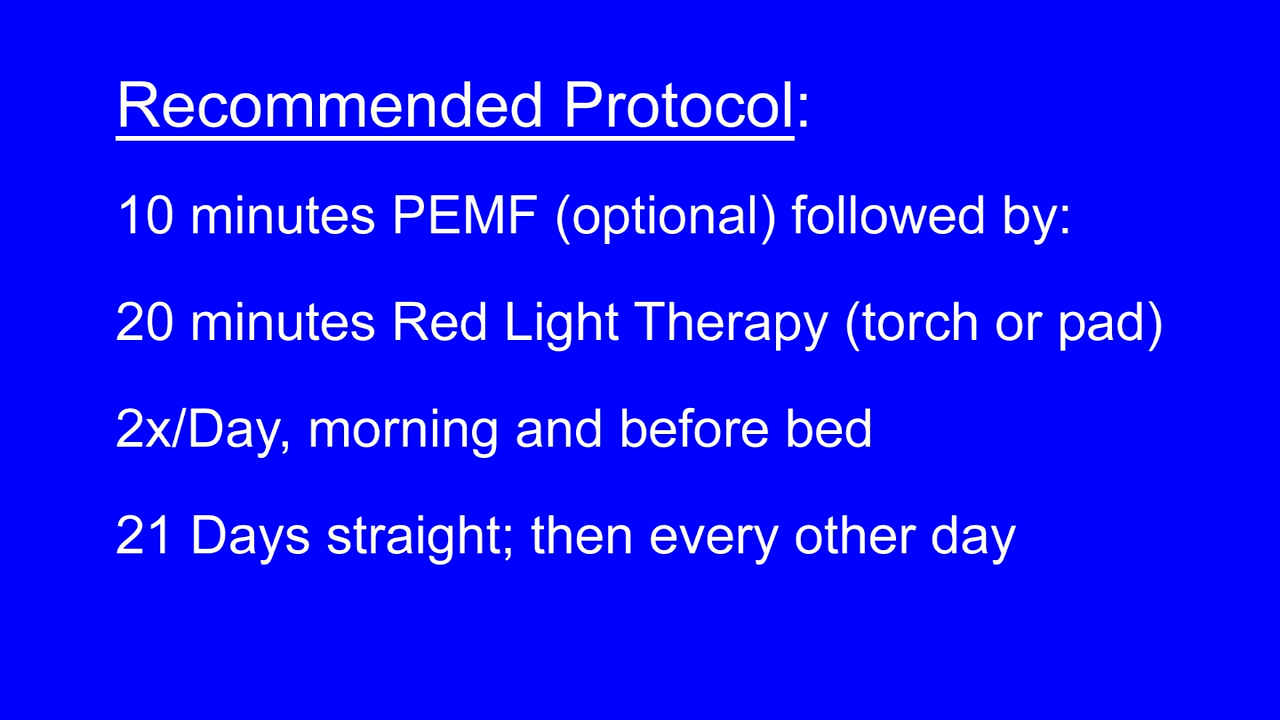 Recommended Protocol:
10 minutes PEMF (optional) followed by:
20 minutes Red Light Therapy (torch or pad)
2x/Day, morning and before bed
21 Days straight; then every other day